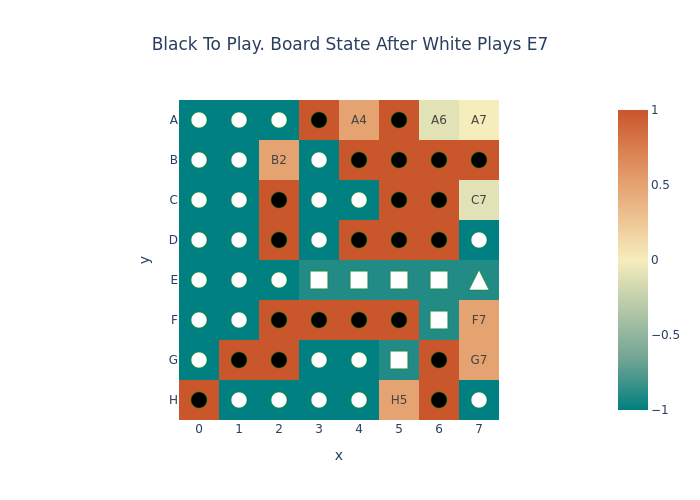 Black To Play. Board State After White Plays E7
A A4 A6 A7
B B2
C C7
D
E
F F7
G G7
H H5
0 1 2 3 4 5 6 7
x
y
1
0.5
0
−0.5
−1